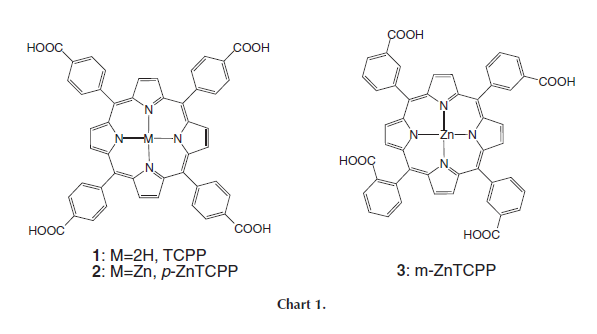 HOOC COOH COOH
COOH
N N
N M N N Zn N
HOOC
N N
HOOC COOH HOOC
1: M=2H, TCPP
2: M=Zn, p-ZnTCPP 3: m-ZnTCPP
Chart 1.